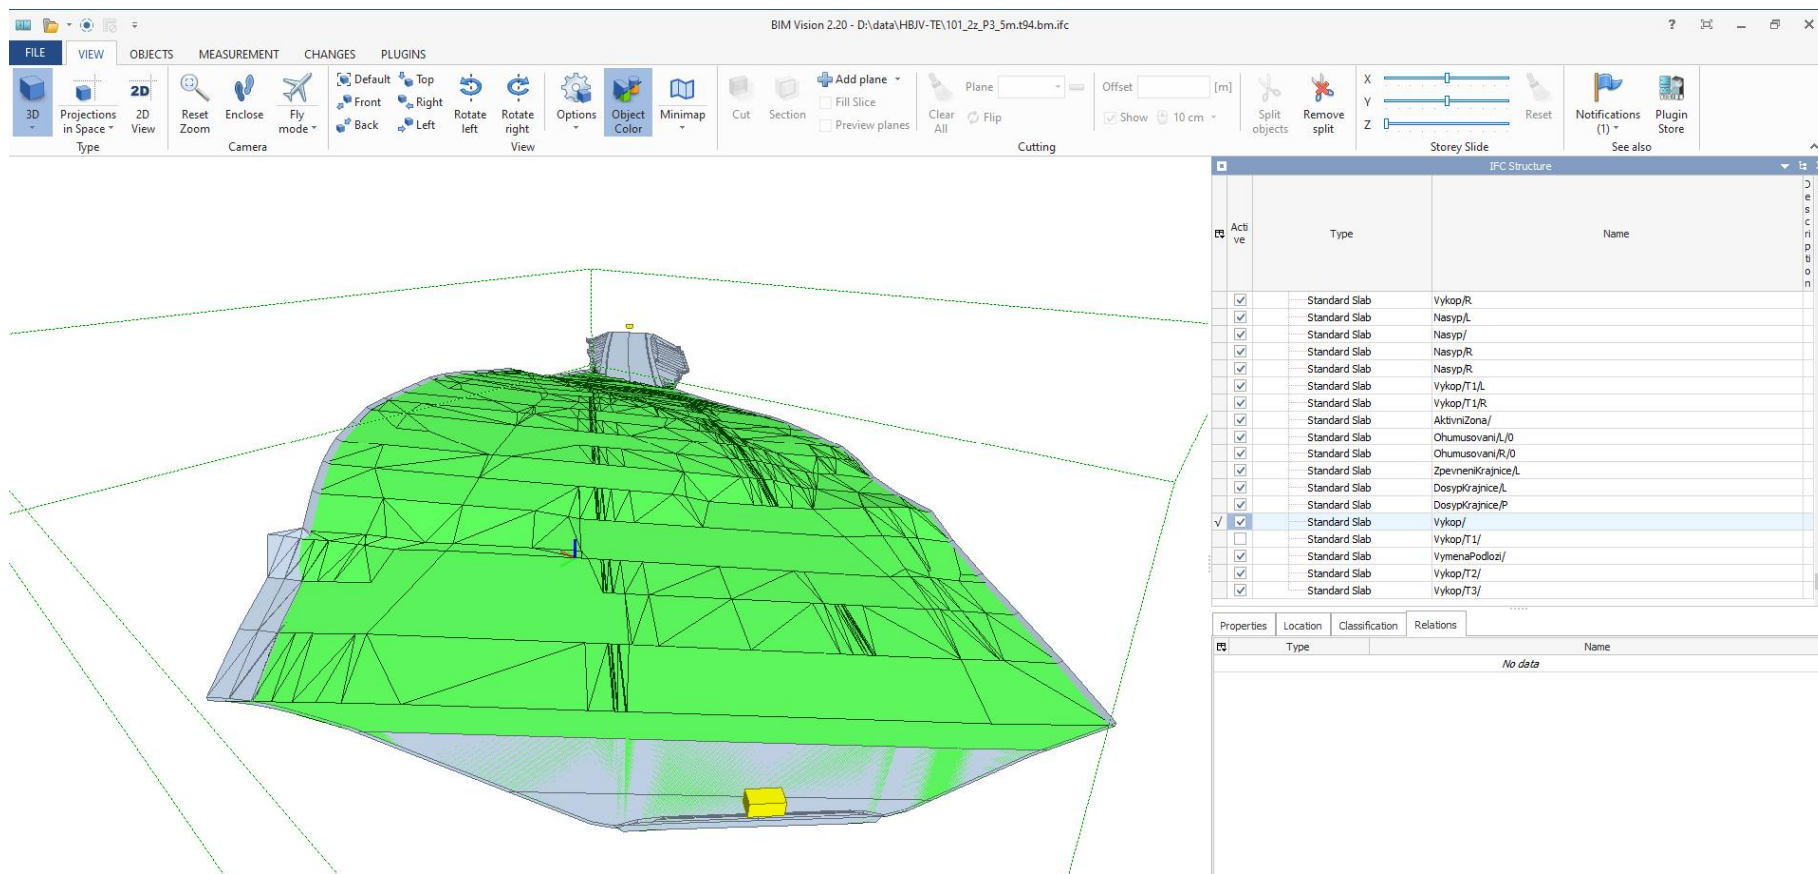 BIM Vision 2.20 - D:\data\HBJV-TE\101_2z_P3_5m.t94.bm.ifc
FILE VIEW OBJECTS MEASUREMENT CHANGES PLUGINS
3D
Projections in Space
2D
2D View
Type
Reset Zoom
Enclose
Fly mode
Camera
Default
Front
Back
Top
Right
Left
Rotate left
Rotate right
Options
Object Color
Minimap
View
Cut
Section
Add plane
Fill Slice
Preview planes
Clear All
Plane
Flip
Offset [m]
Show 10 cm
Cutting
Split objects
Remove split
X
Y
Z
Reset
Storey Slide
Notifications (1)
Plugin Store
See also
IFC Structure
Active Type Name Description
Standard Slab Vykop/R
Standard Slab Nasyp/L
Standard Slab Nasyp/
Standard Slab Nasyp/R
Standard Slab Nasyp/R
Standard Slab Vykop/T1/L
Standard Slab Vykop/T1/R
Standard Slab AktivniZona/
Standard Slab Ohumusovani/L/0
Standard Slab Ohumusovani/R/0
Standard Slab ZpevneniKrajnice/L
Standard Slab DosypKrajnice/L
Standard Slab DosypKrajnice/P
Standard Slab Vykop/
Standard Slab Vykop/T1/
Standard Slab VymenaPodlozi/
Standard Slab Vykop/T2/
Standard Slab Vykop/T3/
Properties Location Classification Relations
Type Name
No data